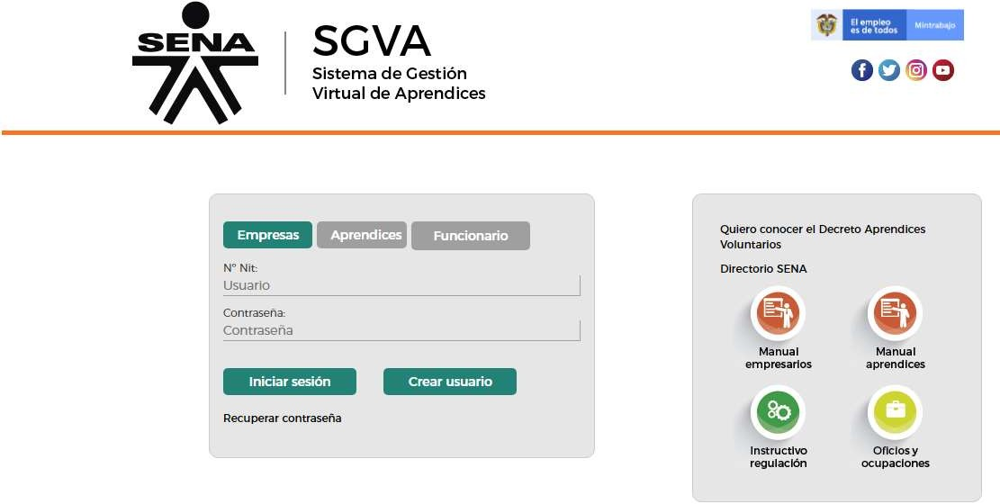 SENA
SGVA
Sistema de Gestión
Virtual de Aprendices
El empleo
es de todos
Mintrabajo
Empresas
Aprendices
Funcionario
N° Nit:
Usuario
Contraseña:
Contraseña
Iniciar sesión
Crear usuario
Recuperar contraseña
Quiero conocer el Decreto Aprendices
Voluntarios
Directorio SENA
Manual
empresarios
Manual
aprendices
Instructivo
regulación
Oficios y
ocupaciones